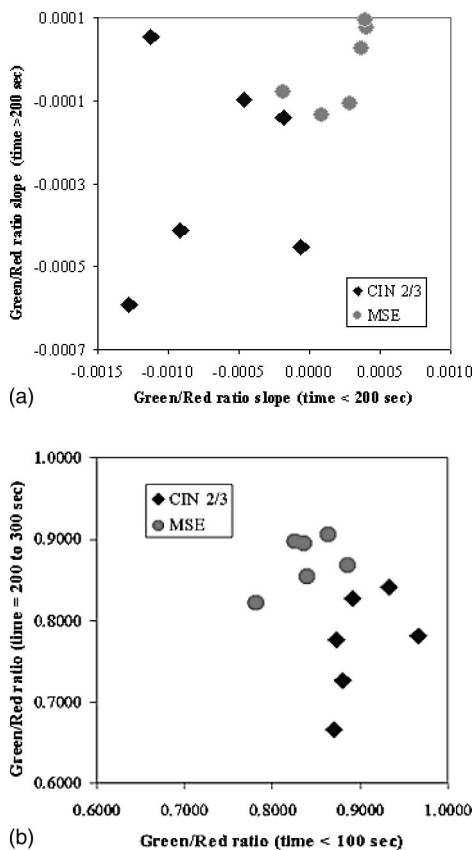 0.0001
-0.0001
-0.0003
-0.0005
-0.0007
Green/Red ratio slope (time >200 sec)
CIN 2/3
MSE
-0.0015 -0.0010 -0.0005 0.0000 0.0005 0.0010
(a)
Green/Red ratio slope (time < 200 sec)
1.0000
0.9000
0.8000
0.7000
0.6000
Green/Red ratio (time = 200 to 300 sec)
CIN 2/3
MSE
0.6000 0.7000 0.8000 0.9000 1.0000
(b)
Green/Red ratio (time < 100 sec)